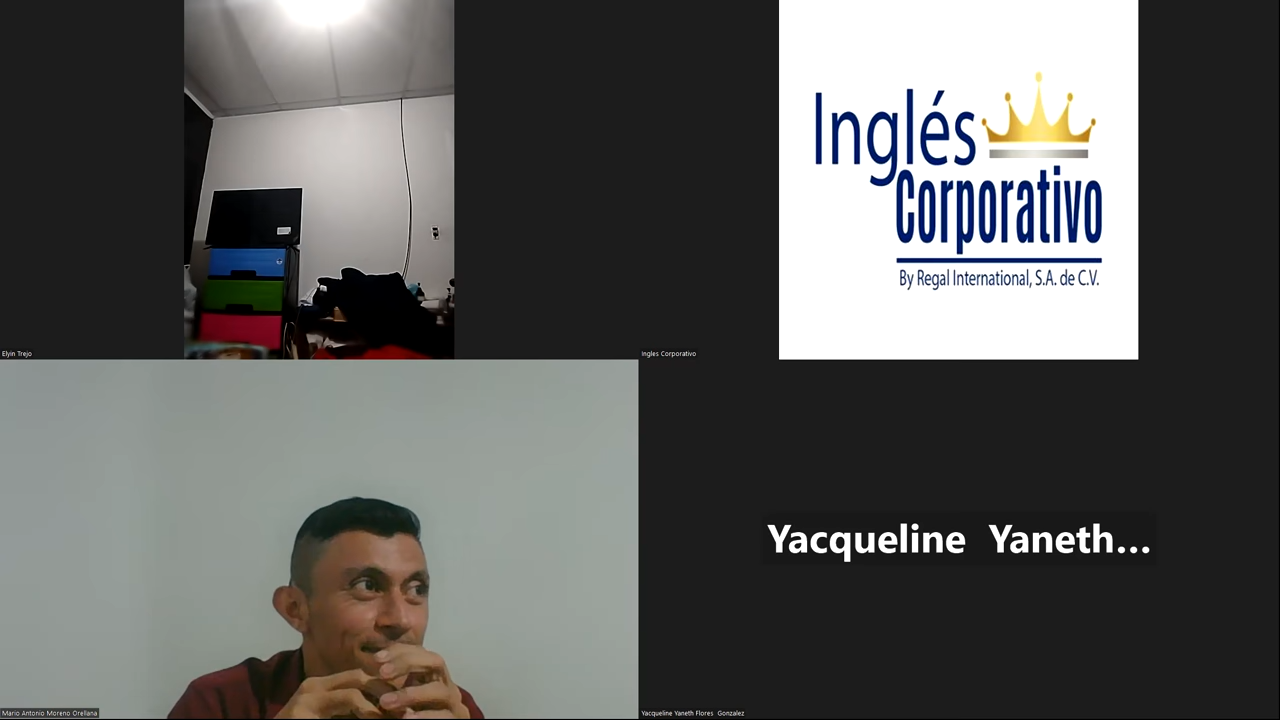 Inglés
Corporativo
By Regal International, S.A. de C.V.
Elyin Trejo
Ingles Corporativo
Yacqueline Yaneth...
Mario Antonio Moreno Orellana
Yacqueline Yaneth Flores Gonzalez